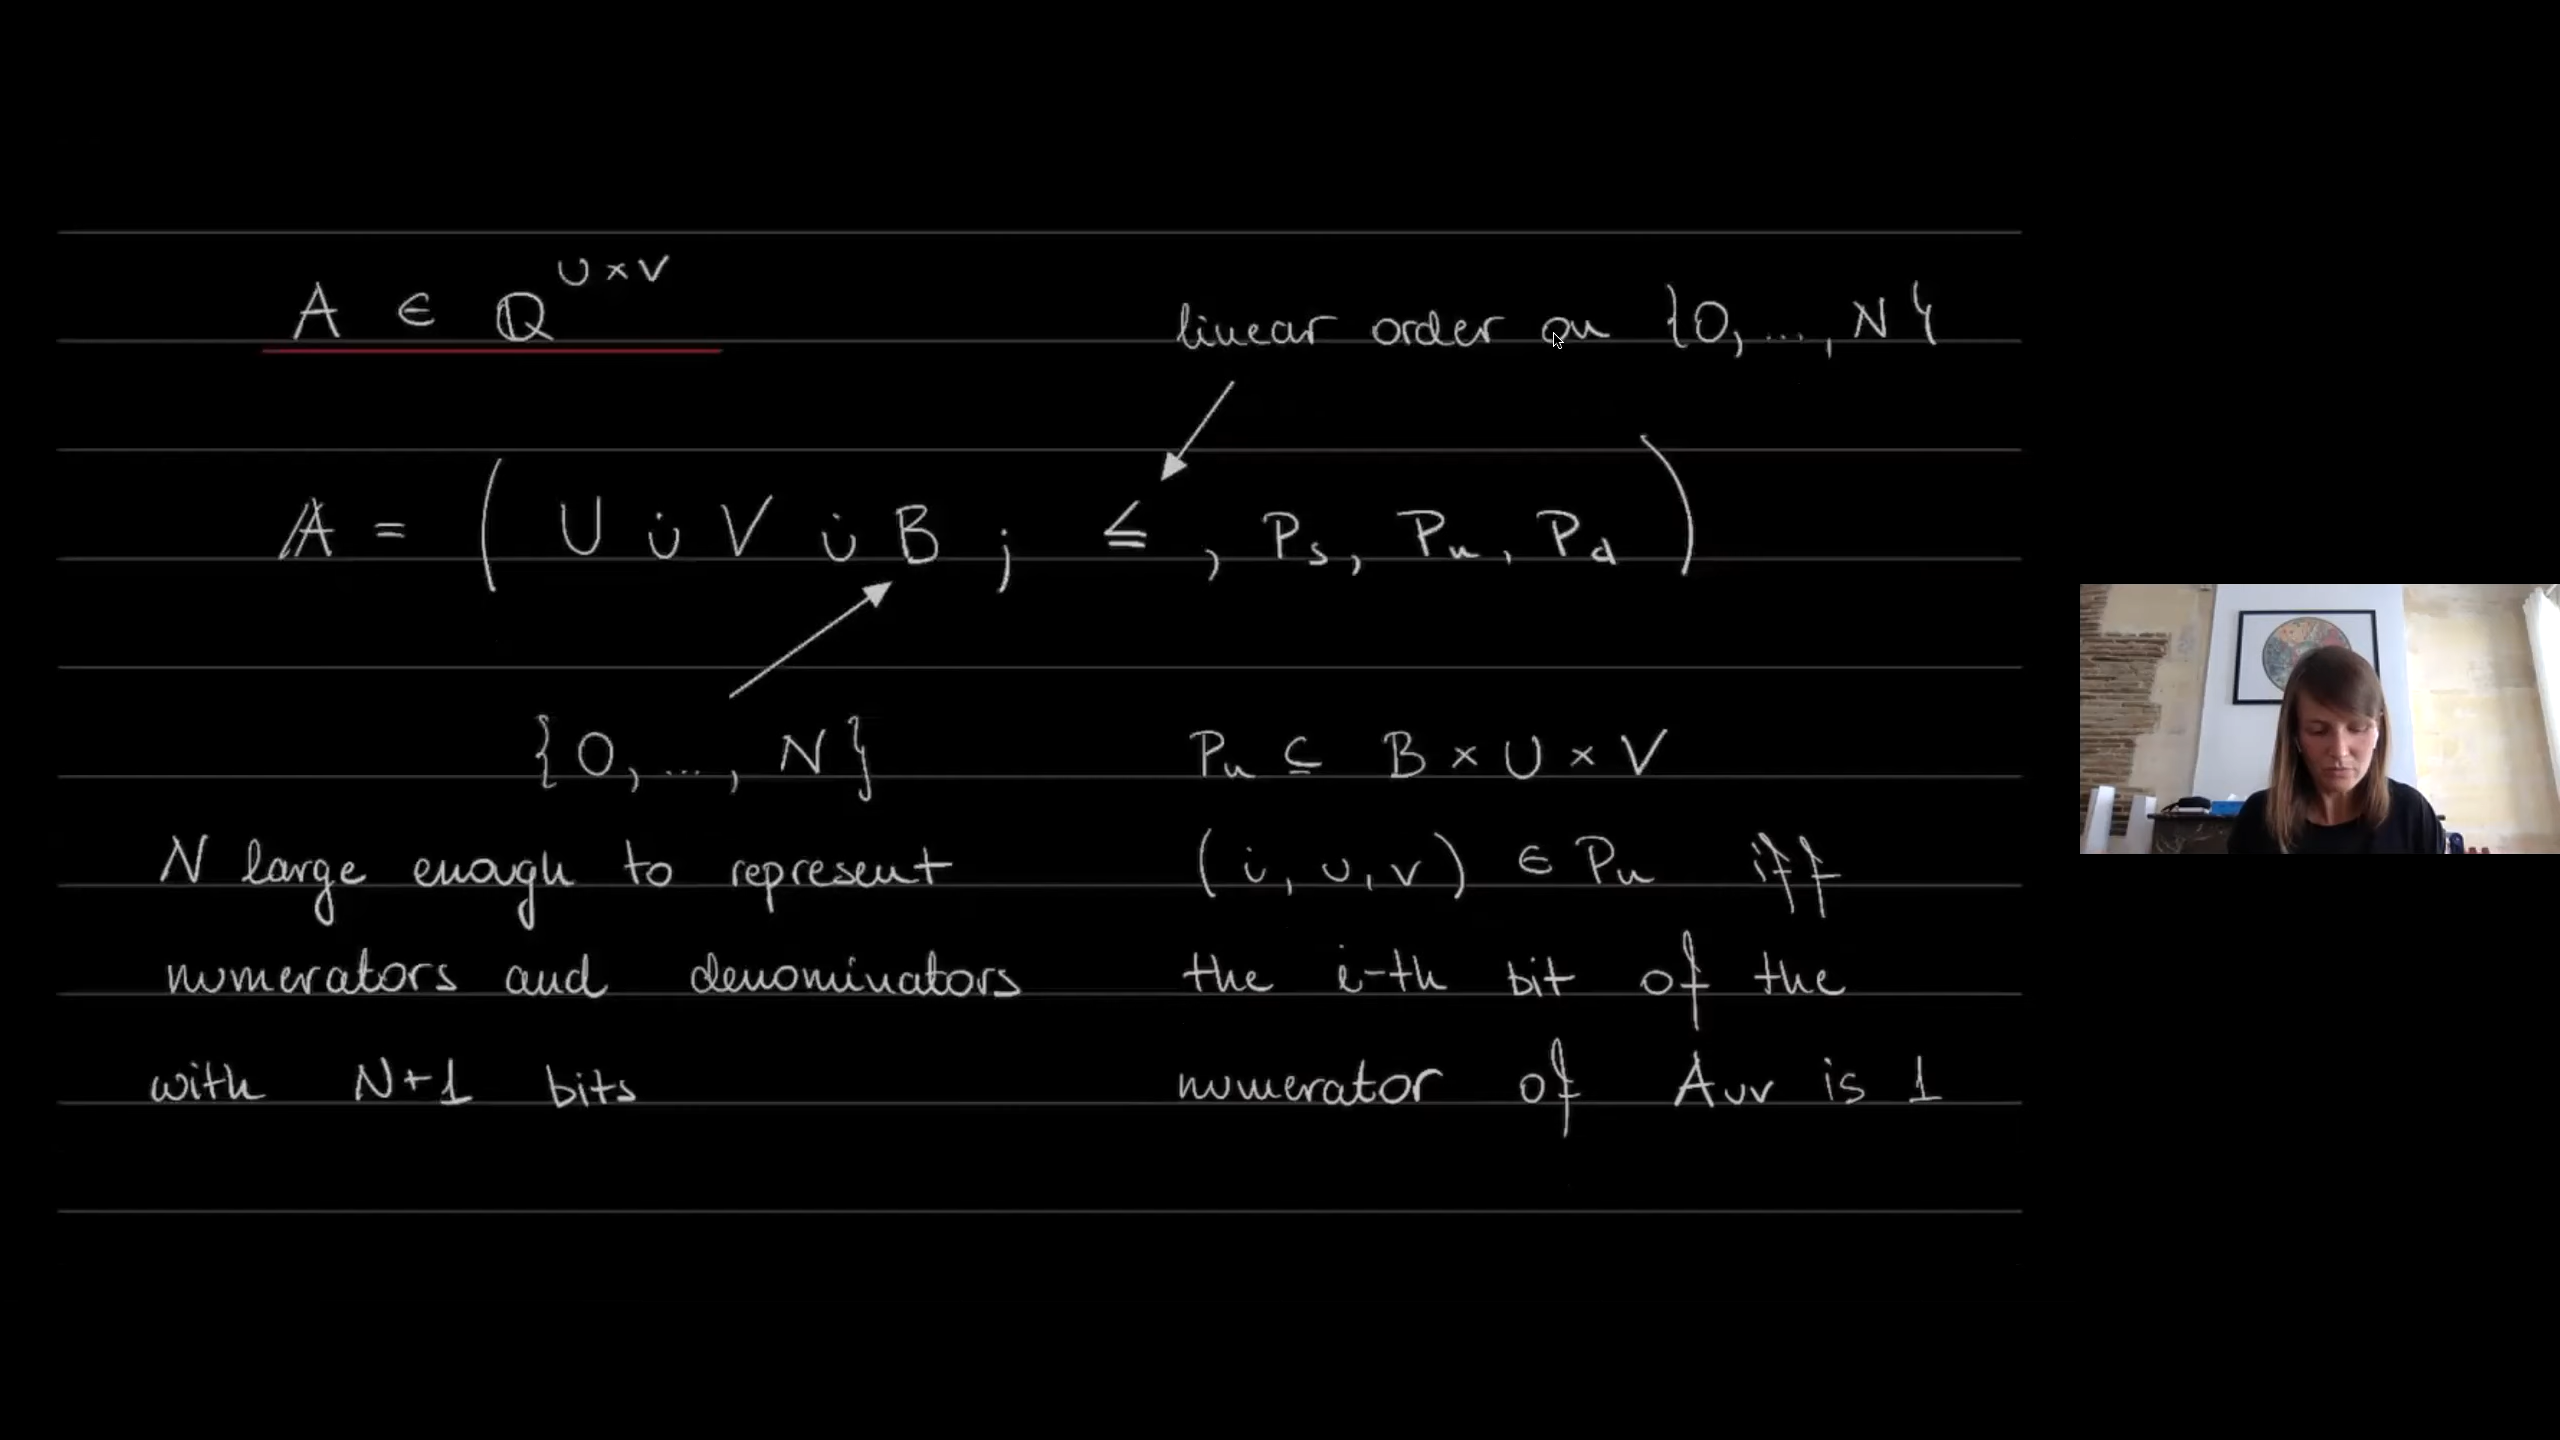 A ∈ ℚ^{U×V}
linear order on {0, ..., N}
𝔸 = ( U ∪̇ V ∪̇ B ; ≤ , P_s, P_n, P_d )
{0, ..., N}
P_n ⊆ B × U × V
N large enough to represent
(i, u, v) ∈ P_n iff
numerators and denominators
the i-th bit of the
with N+1 bits
numerator of A_uv is 1